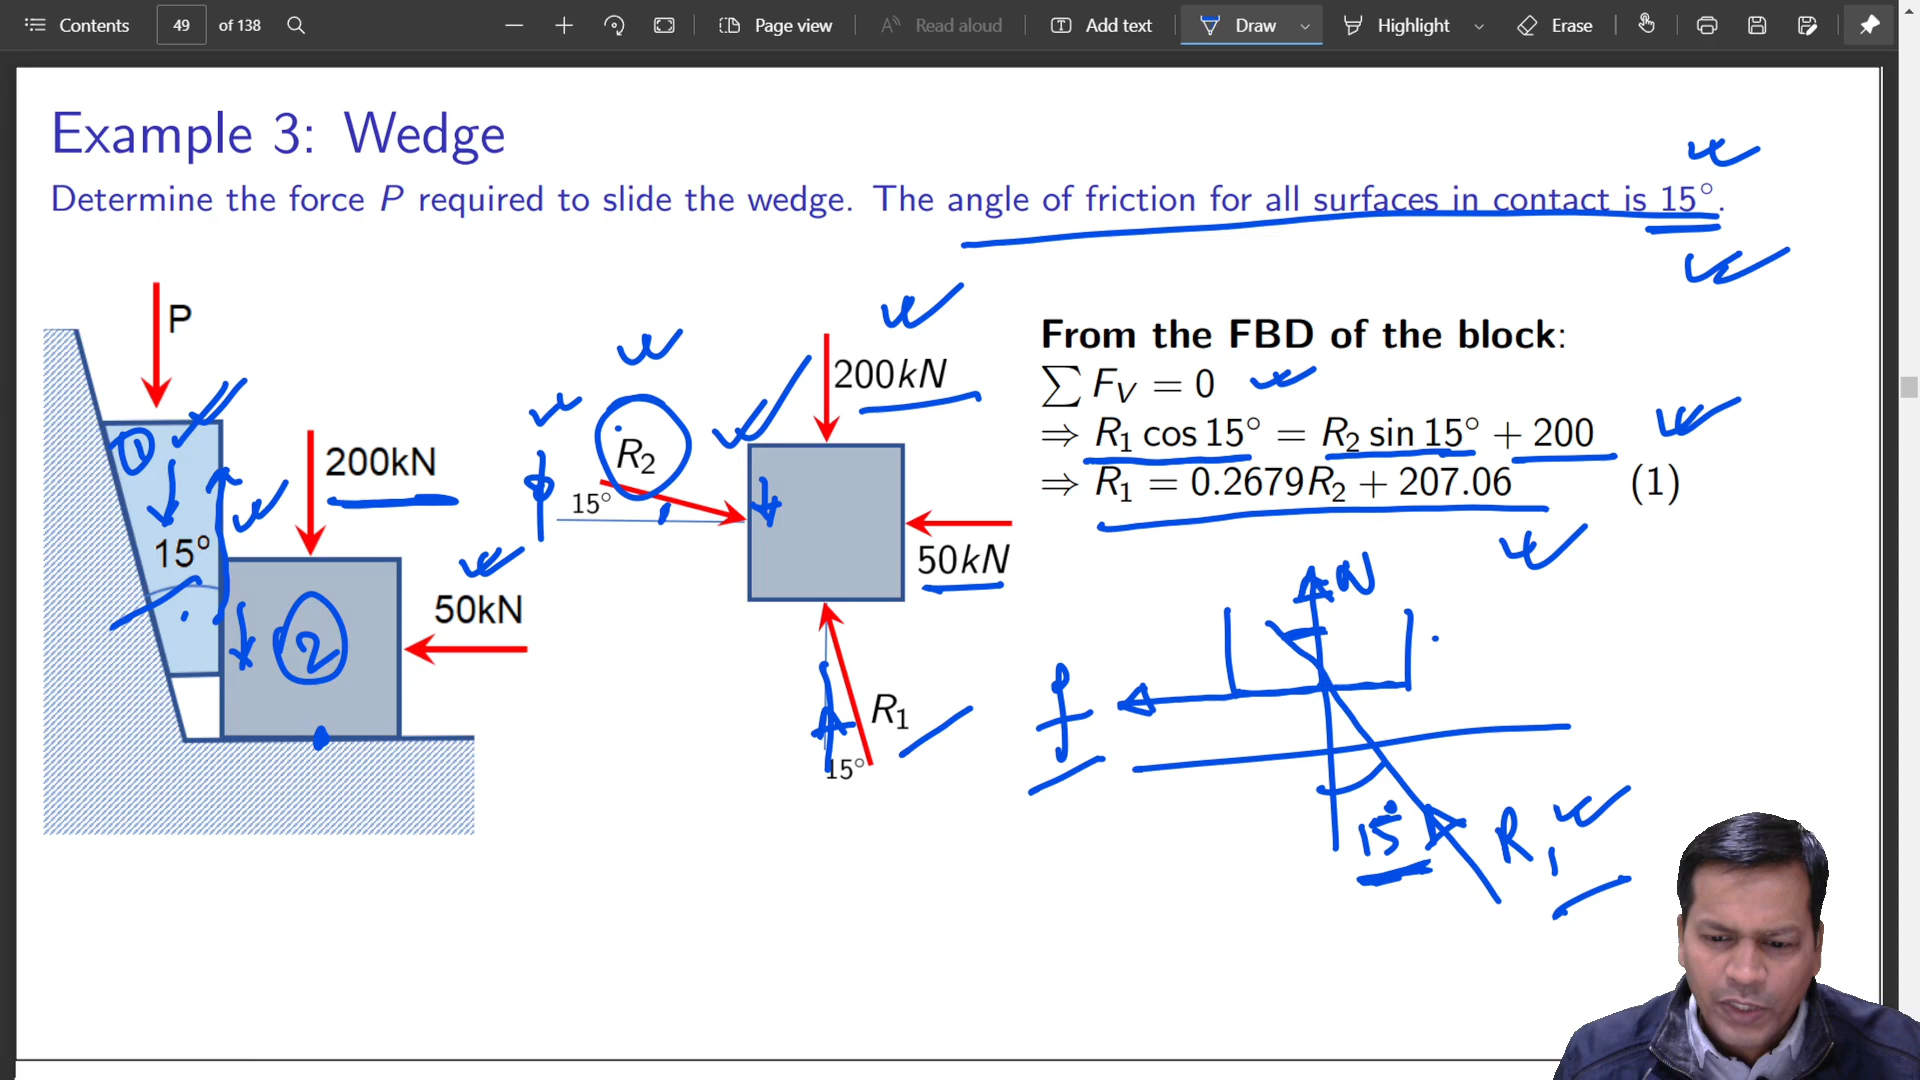 Contents 49 of 138 Page view Read aloud Add text Draw Highlight Erase
Example 3: Wedge
Determine the force P required to slide the wedge. The angle of friction for all surfaces in contact is 15°.
P
1
15°
200kN
2
50kN
R₂
15°
200kN
50kN
R₁
15°
From the FBD of the block:
∑ F_V = 0
⇒ R₁ cos 15° = R₂ sin 15° + 200
⇒ R₁ = 0.2679R₂ + 207.06 (1)
N
f
15°
R₁